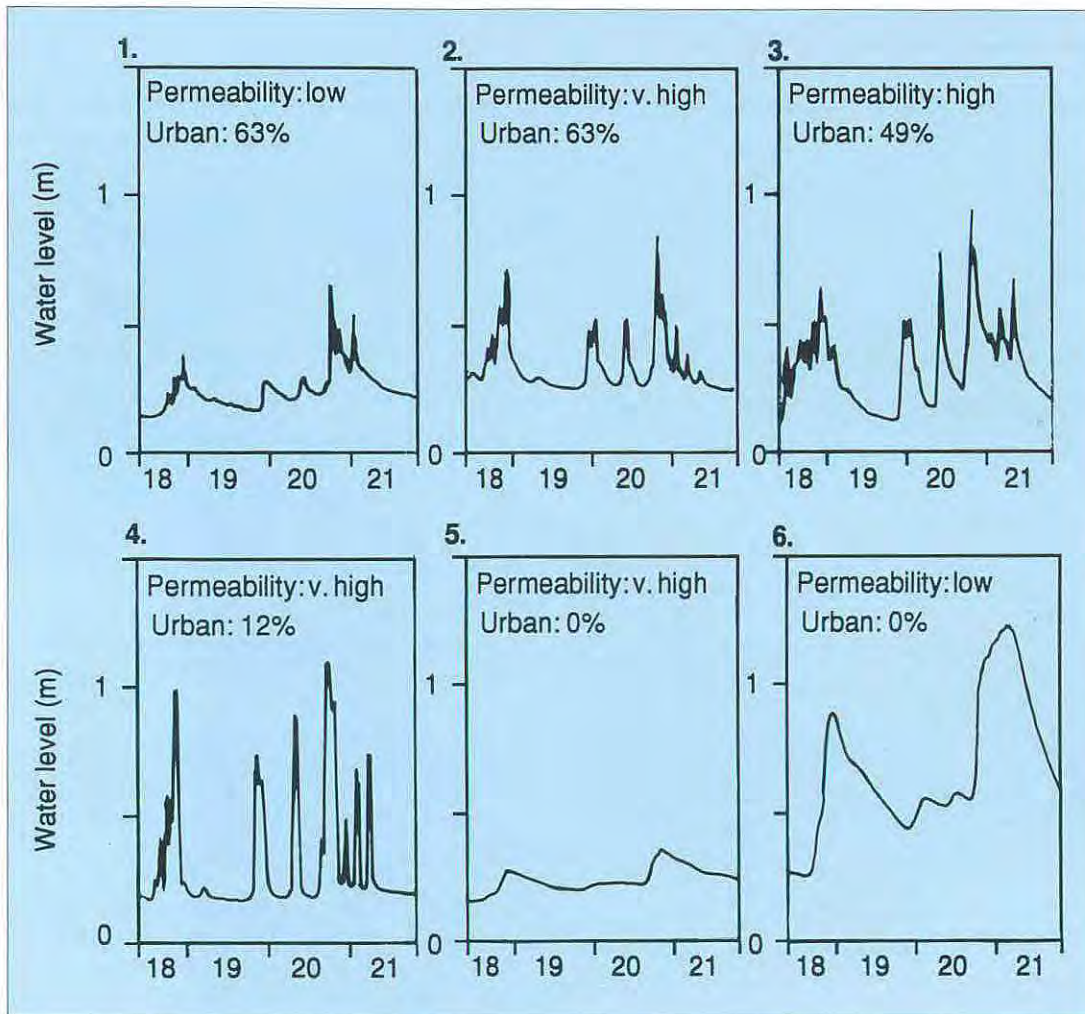 1.
Permeability: low
Urban: 63%
2.
Permeability: v. high
Urban: 63%
3.
Permeability: high
Urban: 49%
Water level (m)
1
0
18 19 20 21
1
0
18 19 20 21
1
0
18 19 20 21
4.
Permeability: v. high
Urban: 12%
5.
Permeability: v. high
Urban: 0%
6.
Permeability: low
Urban: 0%
Water level (m)
1
0
18 19 20 21
1
0
18 19 20 21
1
0
18 19 20 21